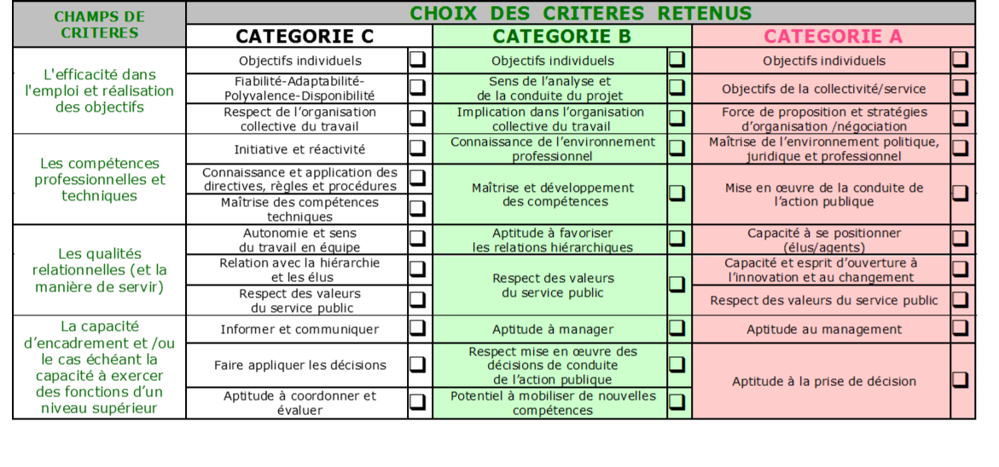 CHAMPS DE
CRITERES
CHOIX DES CRITERES RETENUS
CATEGORIE C
CATEGORIE B
CATEGORIE A
L'efficacité dans
l'emploi et réalisation
des objectifs
Objectifs individuels
Objectifs individuels
Objectifs individuels
Fiabilité-Adaptabilité-
Polyvalence-Disponibilité
Sens de l’analyse et
de la conduite du projet
Objectifs de la collectivité/service
Respect de l’organisation
collective du travail
Implication dans l’organisation
collective du travail
Force de proposition et stratégies
d’organisation /négociation
Les compétences
professionnelles et
techniques
Initiative et réactivité
Connaissance de l’environnement
professionnel
Maîtrise de l’environnement politique,
juridique et professionnel
Connaissance et application des
directives, règles et procédures
Maîtrise et développement
des compétences
Mise en œuvre de la conduite de
l’action publique
Maîtrise des compétences
techniques
Les qualités
relationnelles (et la
manière de servir)
Autonomie et sens
du travail en équipe
Aptitude à favoriser
les relations hiérarchiques
Capacité à se positionner
(élus/agents)
Relation avec la hiérarchie
et les élus
Respect des valeurs
du service public
Capacité et esprit d’ouverture à
l’innovation et au changement
Respect des valeurs
du service public
Respect des valeurs du service public
La capacité
d’encadrement et /ou
le cas échéant la
capacité à exercer
des fonctions d’un
niveau supérieur
Informer et communiquer
Aptitude à manager
Aptitude au management
Faire appliquer les décisions
Respect mise en œuvre des
décisions de conduite
de l’action publique
Aptitude à la prise de décision
Aptitude à coordonner et
évaluer
Potentiel à mobiliser de nouvelles
compétences